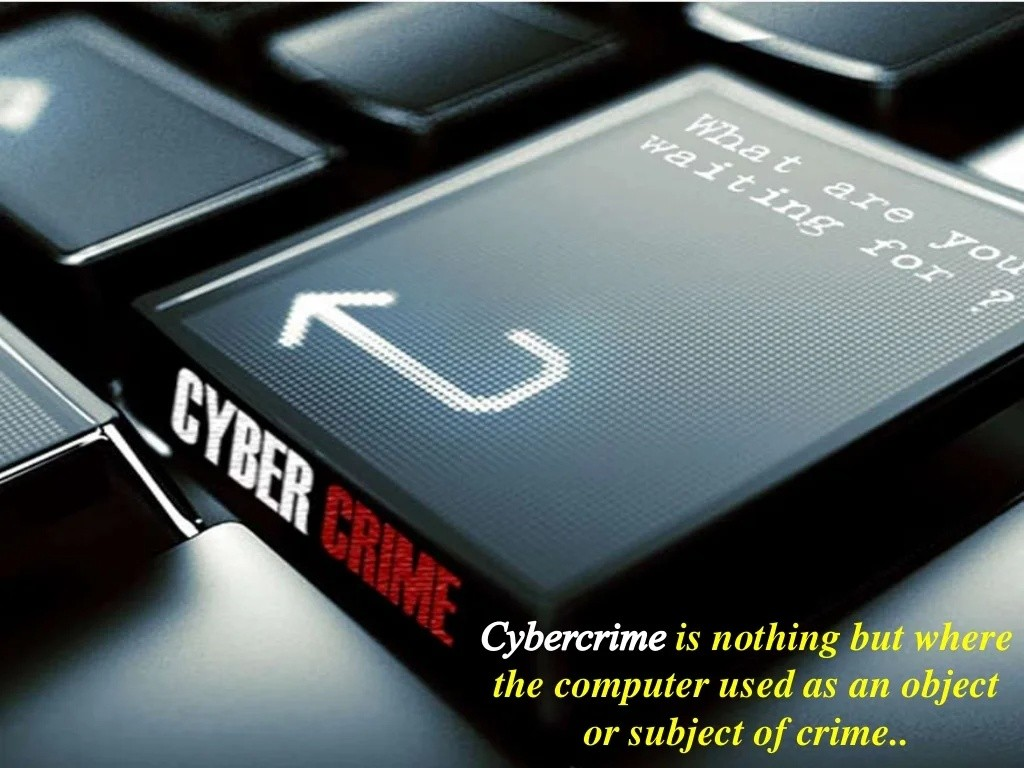 What are you
waiting for ?
CYBER CRIME
Cybercrime is nothing but where
the computer used as an object
or subject of crime..